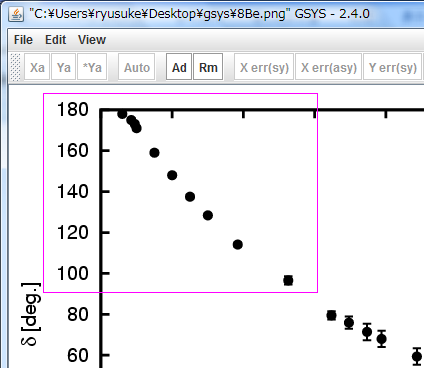 "C:¥Users¥ryusuke¥Desktop¥gsys¥8Be.png" GSYS - 2.4.0
File Edit View
Xa Ya *Ya Auto Ad Rm X err(sy) X err(asy) Y err(sy)
180
160
140
120
100
80
60
δ [deg.]